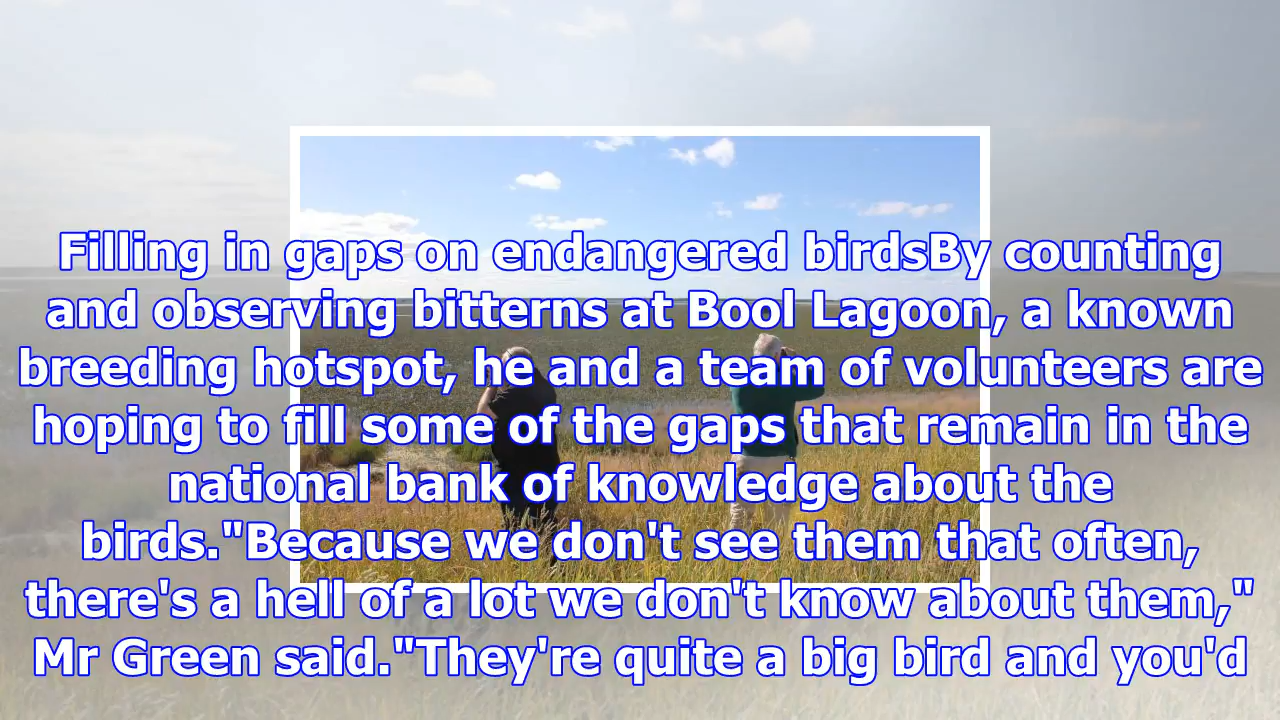 Filling in gaps on endangered birdsBy counting
and observing bitterns at Bool Lagoon, a known
breeding hotspot, he and a team of volunteers are
hoping to fill some of the gaps that remain in the
national bank of knowledge about the
birds."Because we don't see them that often,
there's a hell of a lot we don't know about them,"
Mr Green said."They're quite a big bird and you'd